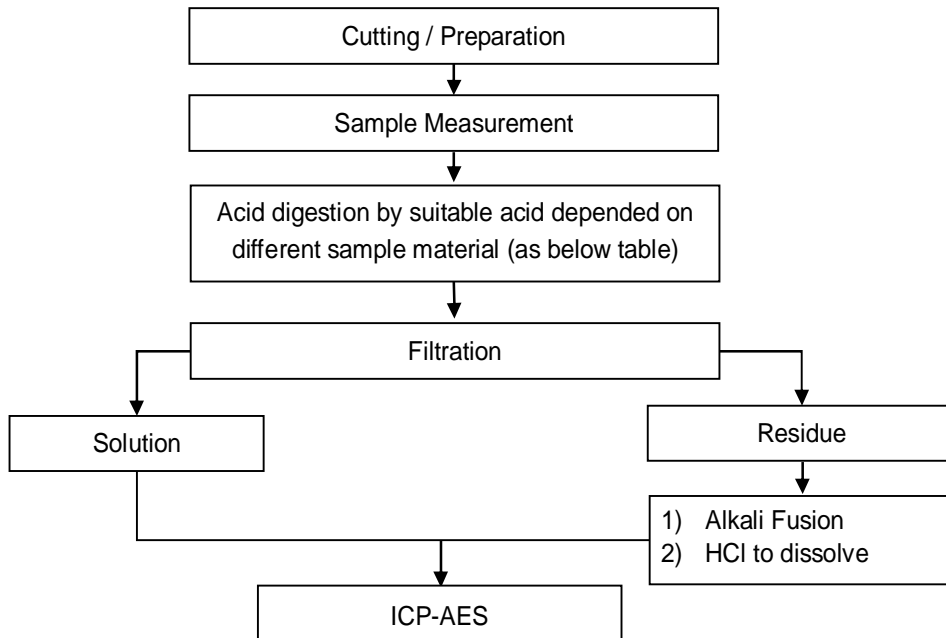 Cutting / Preparation
Sample Measurement
Acid digestion by suitable acid depended on
different sample material (as below table)
Filtration
Solution
Residue
1) Alkali Fusion
2) HCl to dissolve
ICP-AES